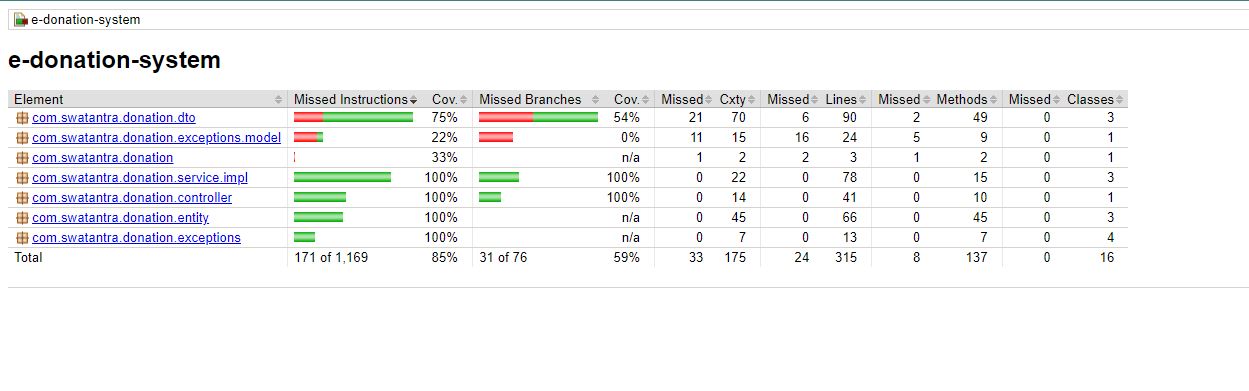 e-donation-system
e-donation-system
Element Missed Instructions Cov. Missed Branches Cov. Missed Cxty Missed Lines Missed Methods Missed Classes
com.swatantra.donation.dto 75% 54% 21 70 6 90 2 49 0 3
com.swatantra.donation.exceptions.model 22% 0% 11 15 16 24 5 9 0 1
com.swatantra.donation 33% n/a 1 2 2 3 1 2 0 1
com.swatantra.donation.service.impl 100% 100% 0 22 0 78 0 15 0 3
com.swatantra.donation.controller 100% 100% 0 14 0 41 0 10 0 1
com.swatantra.donation.entity 100% n/a 0 45 0 66 0 45 0 3
com.swatantra.donation.exceptions 100% n/a 0 7 0 13 0 7 0 4
Total 171 of 1,169 85% 31 of 76 59% 33 175 24 315 8 137 0 16